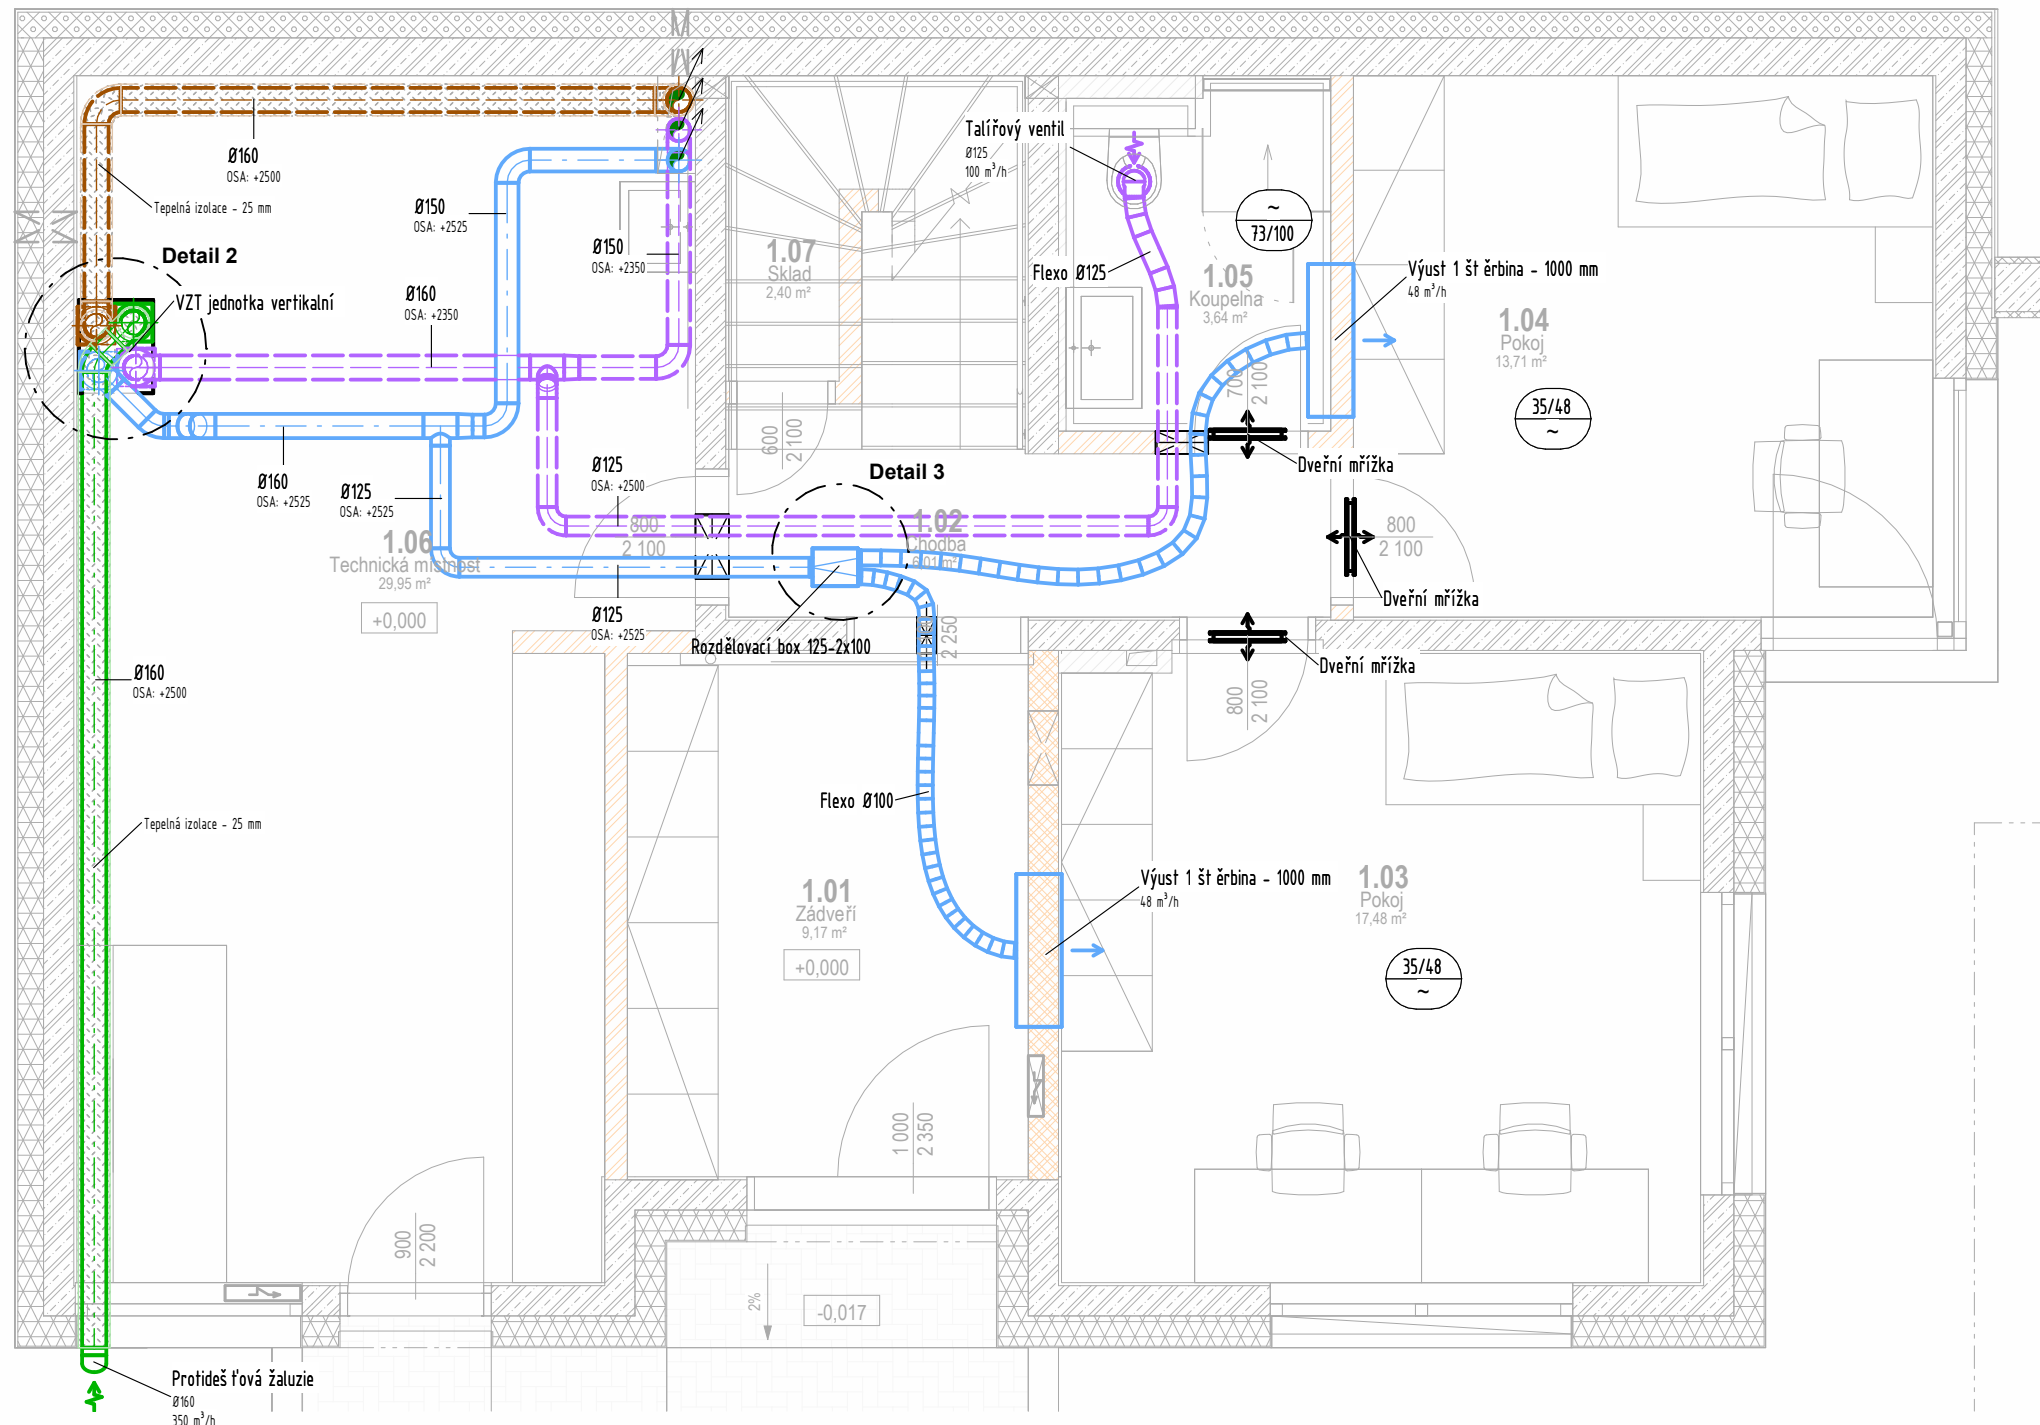 Ø160
OSA: +2500
Tepelná izolace - 25 mm
Detail 2
VZT jednotka vertikalní
Ø150
OSA: +2525
Ø160
OSA: +2350
Ø150
OSA: +2350
1.07
Sklad
2,40 m²
Talířový ventil
Ø125
100 m³/h
~
73/100
Flexo Ø125
1.05
Koupelna
3,64 m²
Výust 1 št ěrbina - 1000 mm
48 m³/h
1.04
Pokoj
13,71 m²
35/48
~
700
2 100
600
2 100
Dveřní mřížka
Detail 3
Ø160
OSA: +2525
Ø125
OSA: +2525
Ø125
OSA: +2500
800
2 100
1.02
Chodba
6,01 m²
800
2 100
1.06
Technická místnost
29,95 m²
+0,000
Ø125
OSA: +2525
Rozdělovací box 125-2x100
2 250
Dveřní mřížka
Dveřní mřížka
800
2 100
Ø160
OSA: +2500
Tepelná izolace - 25 mm
Flexo Ø100
1.01
Zádveří
9,17 m²
+0,000
Výust 1 št ěrbina - 1000 mm
48 m³/h
1.03
Pokoj
17,48 m²
35/48
~
1 000
2 350
900
2 200
2%
-0,017
Protideš ťová žaluzie
Ø160
350 m³/h